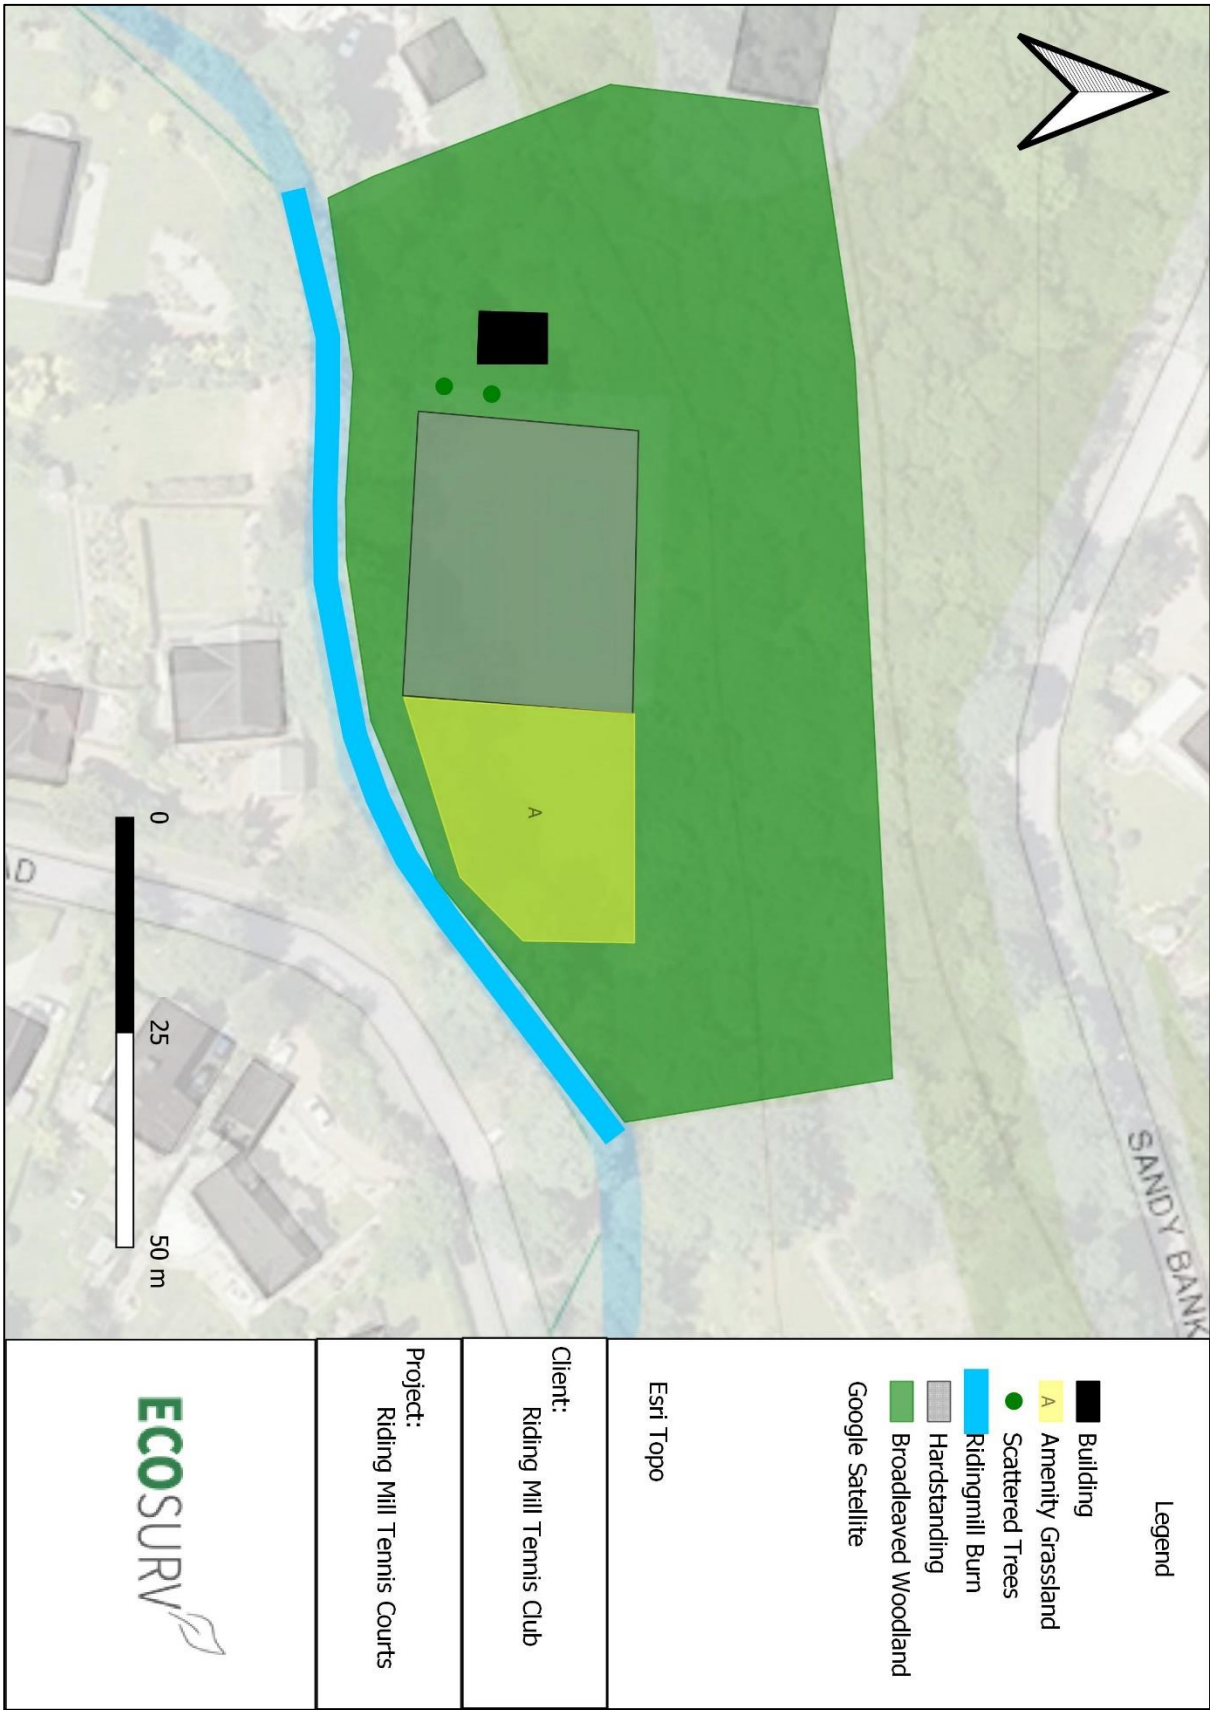 SANDY BANK
AD
A
0 25 50 m
Legend
Building
A Amenity Grassland
Scattered Trees
Ridingmill Burn
Hardstanding
Broadleaved Woodland
Google Satellite
Esri Topo
Client:
Riding Mill Tennis Club
Project:
Riding Mill Tennis Courts
ECOSURV